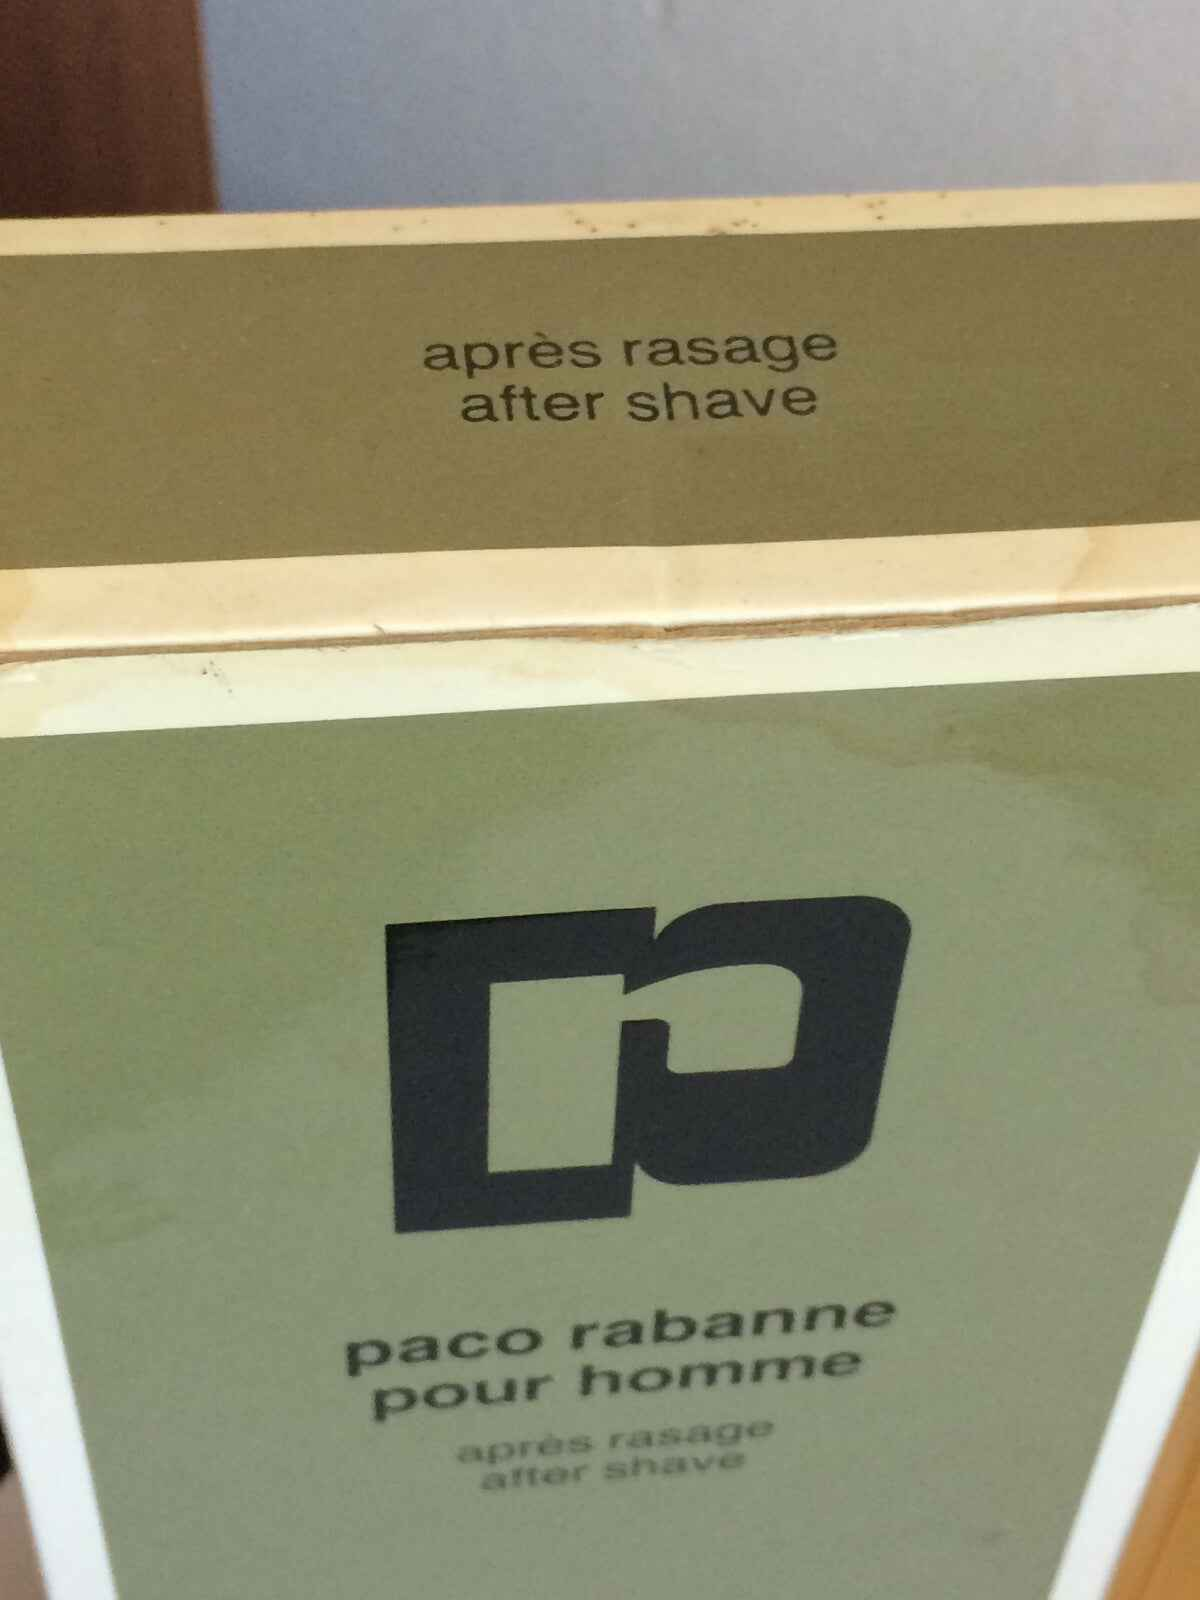 après rasage
after shave
paco rabanne
pour homme
après rasage
after shave